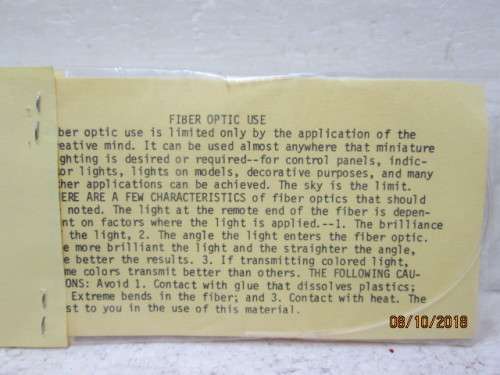 FIBER OPTIC USE
ber optic use is limited only by the application of the
eative mind. It can be used almost anywhere that miniature
ghting is desired or required--for control panels, indic-
or lights, lights on models, decorative purposes, and many
her applications can be achieved. The sky is the limit.
ERE ARE A FEW CHARACTERISTICS of fiber optics that should
noted. The light at the remote end of the fiber is depen-
nt on factors where the light is applied.--1. The brilliance
the light, 2. The angle the light enters the fiber optic.
e more brilliant the light and the straighter the angle,
e better the results. 3. If transmitting colored light,
me colors transmit better than others. THE FOLLOWING CAU-
ONS: Avoid 1. Contact with glue that dissolves plastics;
Extreme bends in the fiber; and 3. Contact with heat. The
st to you in the use of this material.
08/10/2018